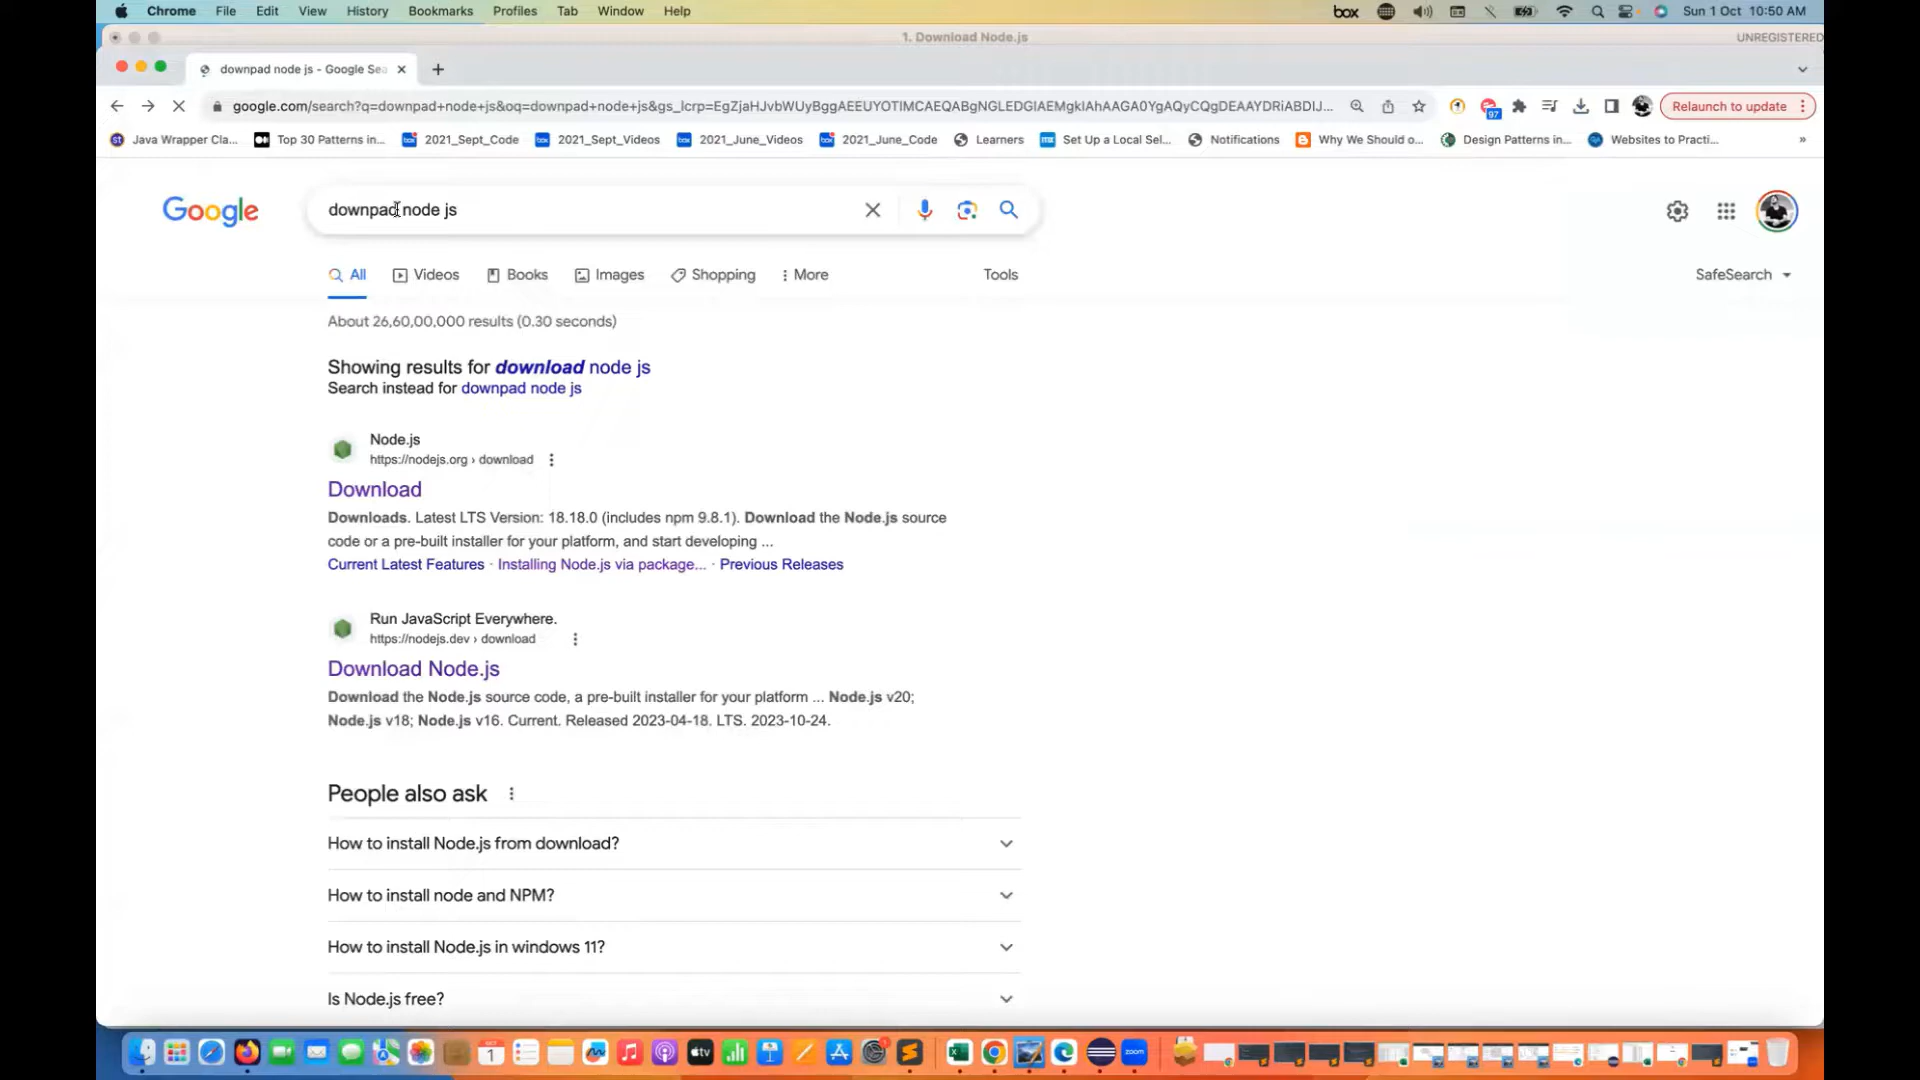 Chrome File Edit View History Bookmarks Profiles Tab Window Help box Sun 1 Oct 10:50 AM
1. Download Node.js UNREGISTERED
downpad node js - Google Sea
google.com/search?q=downpad+node+js&oq=downpad+node+js&gs_lcrp=EgZjaHJvbWUyBggAEEUYOTIMCAEQABgNGLEDGIAEMgkIAhAAGA0YgAQyCQgDEAAYDRiABDIJ... 97 Relaunch to update
Java Wrapper Cla... Top 30 Patterns in... 2021_Sept_Code 2021_Sept_Videos 2021_June_Videos 2021_June_Code Learners Set Up a Local Sel... Notifications Why We Should o... Design Patterns in... Websites to Practi... »
Google downpad node js
All Videos Books Images Shopping More Tools SafeSearch
About 26,60,00,000 results (0.30 seconds)
Showing results for download node js
Search instead for downpad node js
Node.js
https://nodejs.org › download
Download
Downloads. Latest LTS Version: 18.18.0 (includes npm 9.8.1). Download the Node.js source
code or a pre-built installer for your platform, and start developing ...
Current Latest Features · Installing Node.js via package... · Previous Releases
Run JavaScript Everywhere.
https://nodejs.dev › download
Download Node.js
Download the Node.js source code, a pre-built installer for your platform ... Node.js v20;
Node.js v18; Node.js v16. Current. Released 2023-04-18. LTS. 2023-10-24.
People also ask
How to install Node.js from download?
How to install node and NPM?
How to install Node.js in windows 11?
Is Node.js free?
1 tv zoom